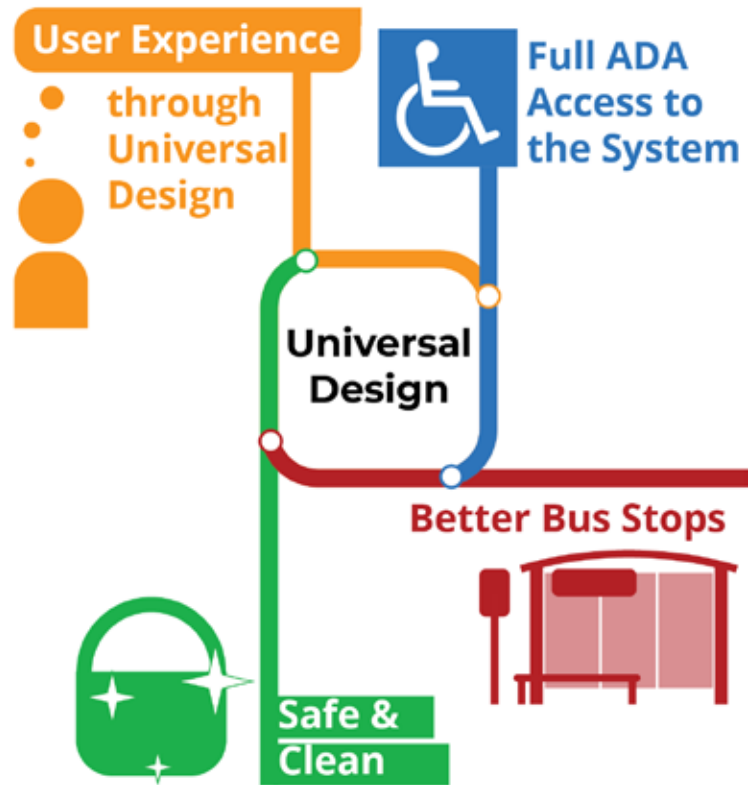 User Experience
through
Universal
Design
Full ADA
Access to
the System
Universal
Design
Better Bus Stops
Safe &
Clean